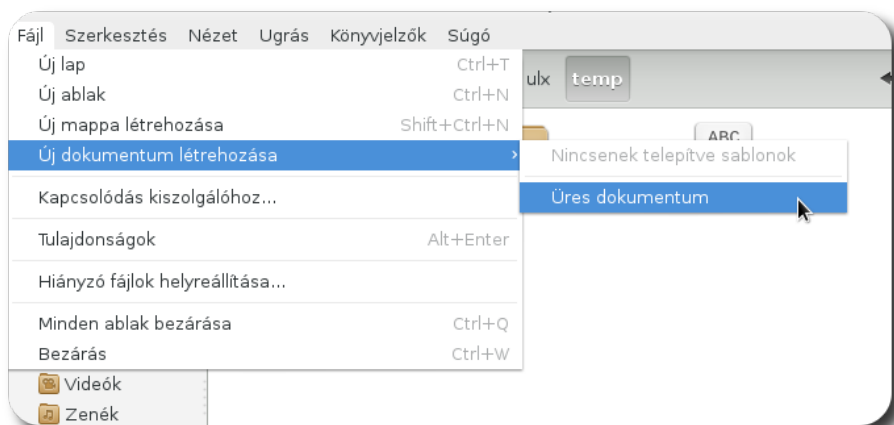 Fájl Szerkesztés Nézet Ugrás Könyvjelzők Súgó
Új lap Ctrl+T
Új ablak Ctrl+N
Új mappa létrehozása Shift+Ctrl+N
Új dokumentum létrehozása
Kapcsolódás kiszolgálóhoz...
Tulajdonságok Alt+Enter
Hiányzó fájlok helyreállítása...
Minden ablak bezárása Ctrl+Q
Bezárás Ctrl+W
Videók
Zenék
ulx temp
ABC
Nincsenek telepítve sablonok
Üres dokumentum